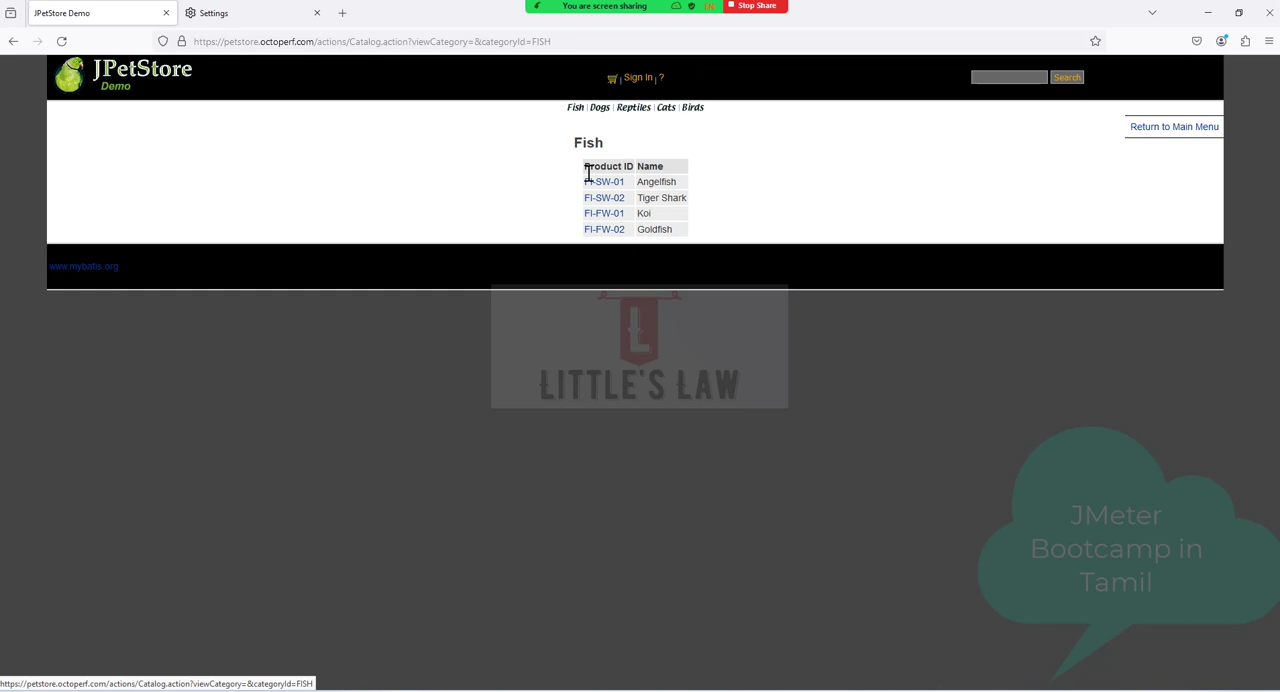 JPetStore Demo
Settings
You are screen sharing
Stop Share
https://petstore.octoperf.com/actions/Catalog.action?viewCategory=&categoryId=FISH
JPetStore
Demo
Sign In | ?
Search
Fish | Dogs | Reptiles | Cats | Birds
Return to Main Menu
Fish
Product ID Name
FI-SW-01 Angelfish
FI-SW-02 Tiger Shark
FI-FW-01 Koi
FI-FW-02 Goldfish
www.mybatis.org
L
LITTLE'S LAW
JMeter
Bootcamp in
Tamil
https://petstore.octoperf.com/actions/Catalog.action?viewCategory=&categoryId=FISH